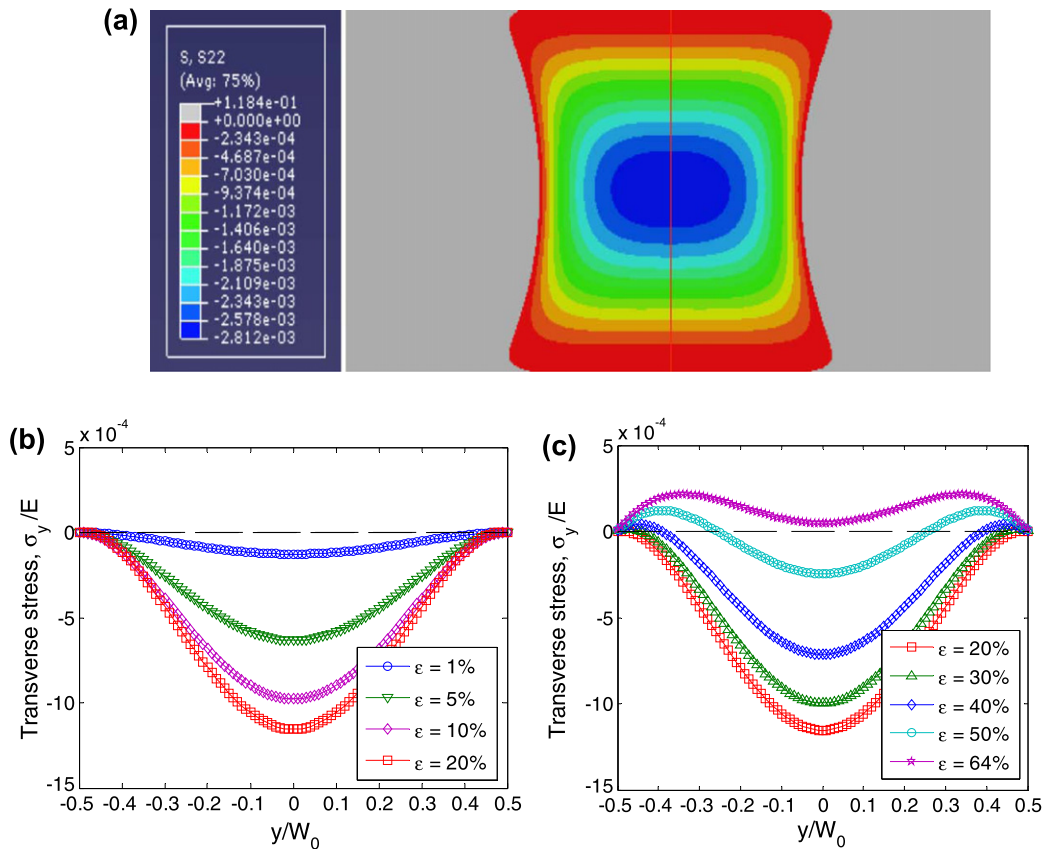 (a)
S, S22
(Avg: 75%)
+1.184e-01
+0.000e+00
-2.343e-04
-4.687e-04
-7.030e-04
-9.374e-04
-1.172e-03
-1.406e-03
-1.640e-03
-1.875e-03
-2.109e-03
-2.343e-03
-2.578e-03
-2.812e-03
(b)
x 10⁻⁴
5
0
-5
-10
-15
Transverse stress, σy/E
-0.5 -0.4 -0.3 -0.2 -0.1 0 0.1 0.2 0.3 0.4 0.5
y/W₀
ε = 1%
ε = 5%
ε = 10%
ε = 20%
(c)
x 10⁻⁴
5
0
-5
-10
-15
Transverse stress, σy/E
-0.5 -0.4 -0.3 -0.2 -0.1 0 0.1 0.2 0.3 0.4 0.5
y/W₀
ε = 20%
ε = 30%
ε = 40%
ε = 50%
ε = 64%